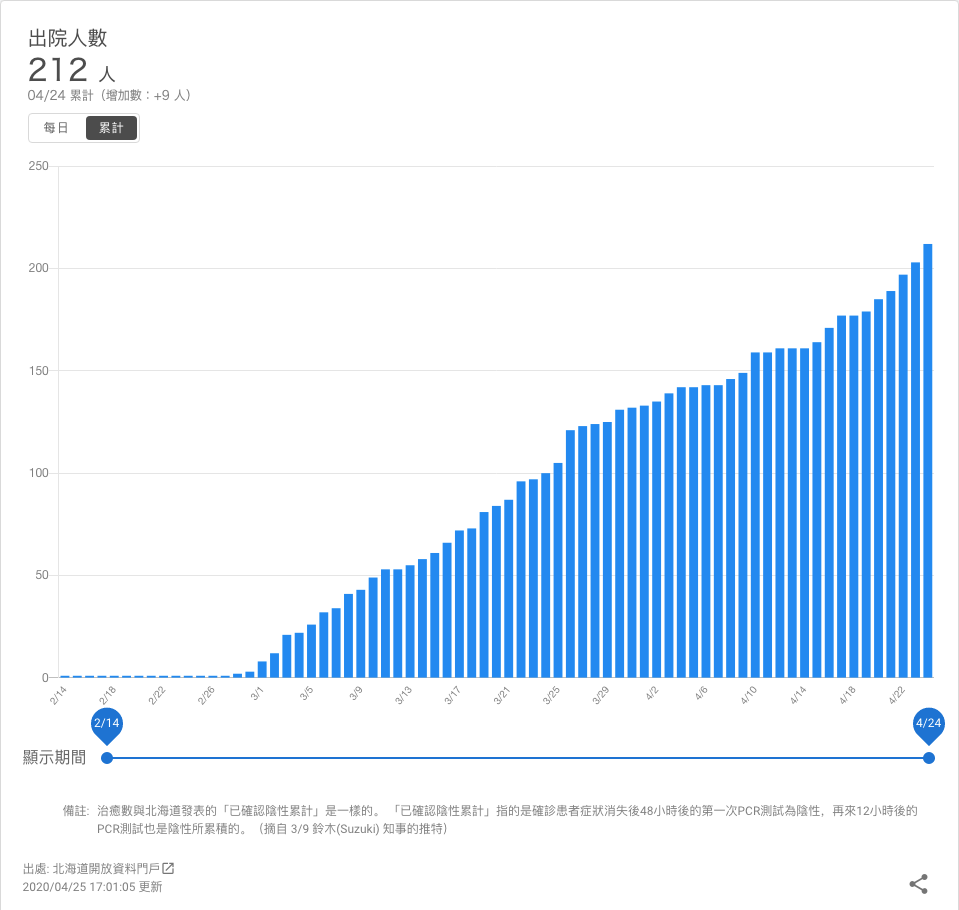 出院人數
212 人
04/24 累計（增加數：+9 人）
每日 累計
250
200
150
100
50
0
2/14 2/18 2/22 2/26 3/1 3/5 3/9 3/13 3/17 3/21 3/25 3/29 4/2 4/6 4/10 4/14 4/18 4/22
2/14 4/24
顯示期間
備註: 治癒數與北海道發表的「已確認陰性累計」是一樣的。 「已確認陰性累計」指的是確診患者症狀消失後48小時後的第一次PCR測試為陰性，再來12小時後的
PCR測試也是陰性所累積的。（摘自 3/9 鈴木(Suzuki) 知事的推特）
出處: 北海道開放資料門戶
2020/04/25 17:01:05 更新